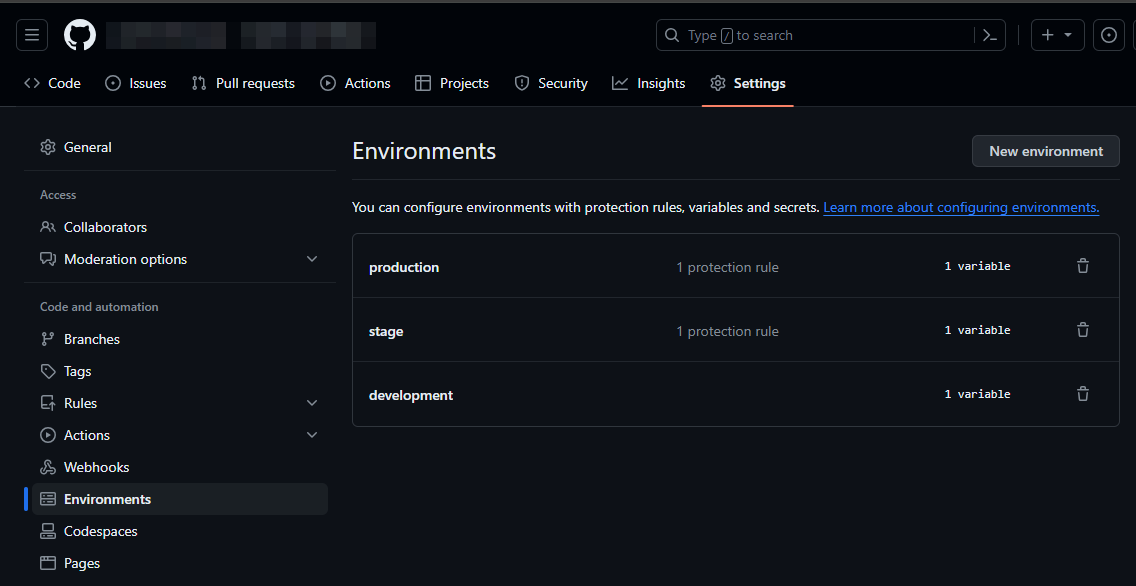 Type / to search
Code Issues Pull requests Actions Projects Security Insights Settings
General
Access
Collaborators
Moderation options
Code and automation
Branches
Tags
Rules
Actions
Webhooks
Environments
Codespaces
Pages
Environments
New environment
You can configure environments with protection rules, variables and secrets. Learn more about configuring environments.
production 1 protection rule 1 variable
stage 1 protection rule 1 variable
development 1 variable